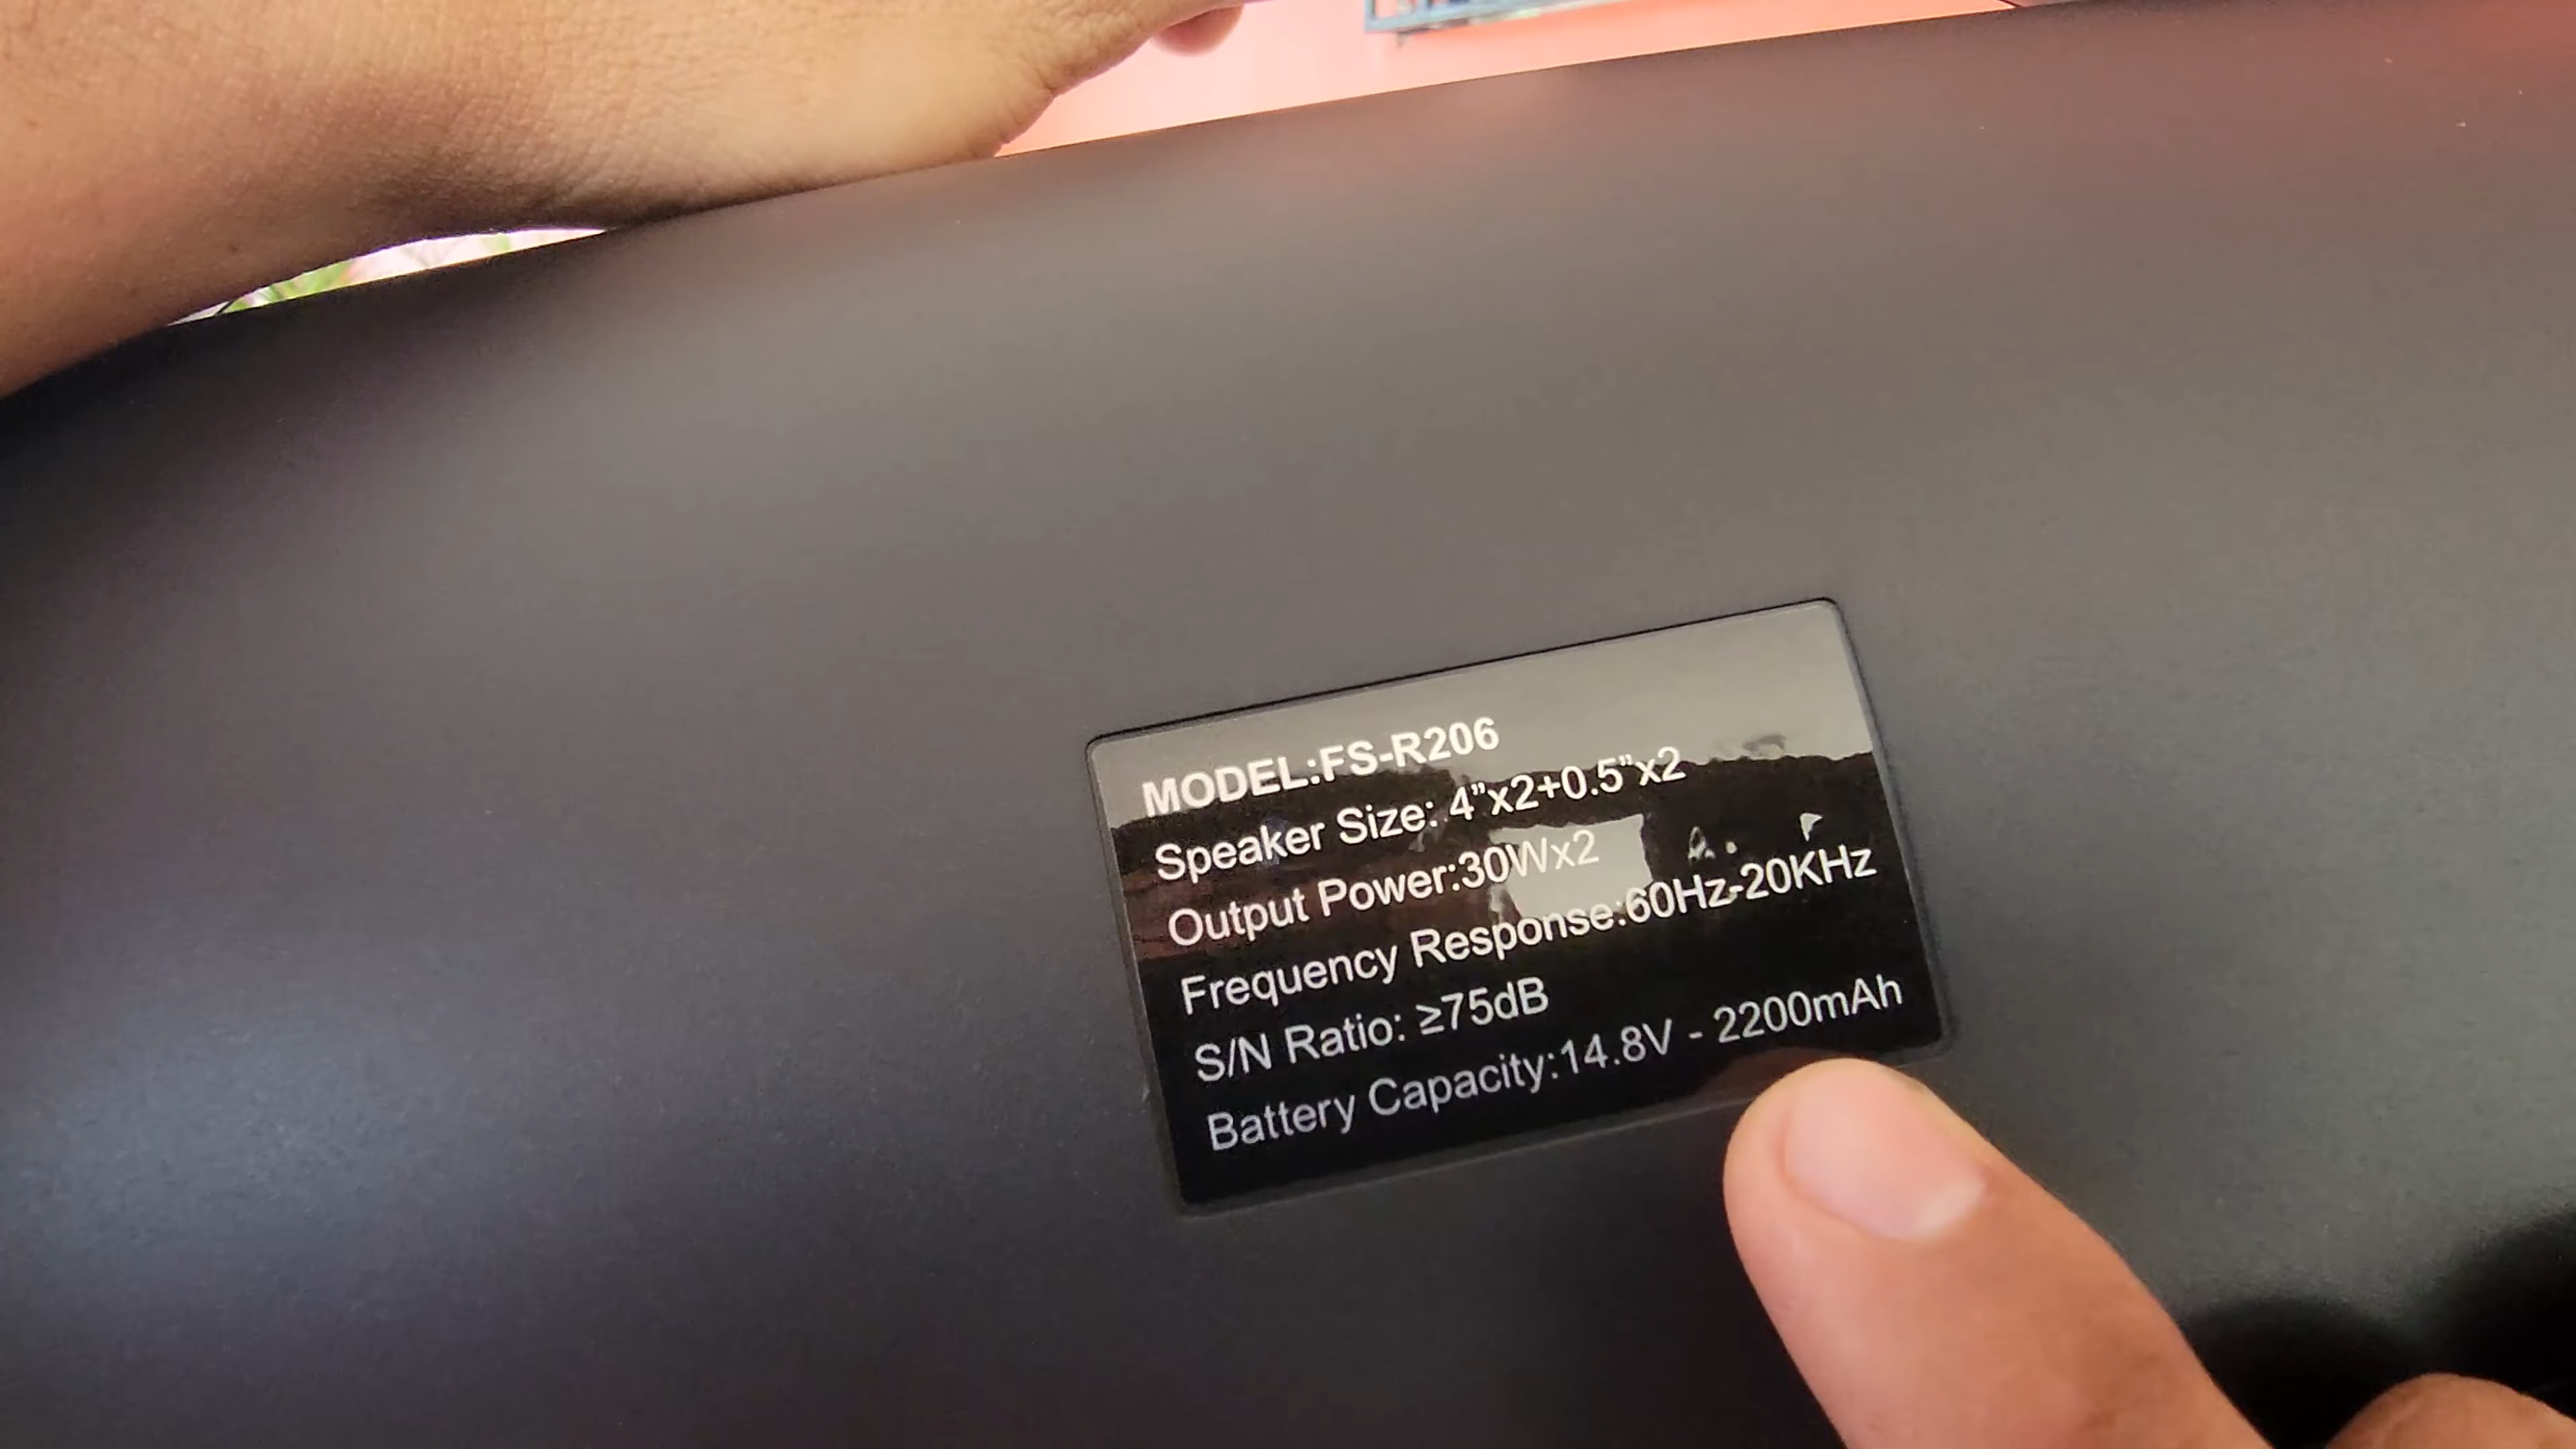 MODEL:FS-R206
Speaker Size: 4”x2+0.5”x2
Output Power:30Wx2
Frequency Response:60Hz-20KHz
S/N Ratio: ≥75dB
Battery Capacity:14.8V - 2200mAh